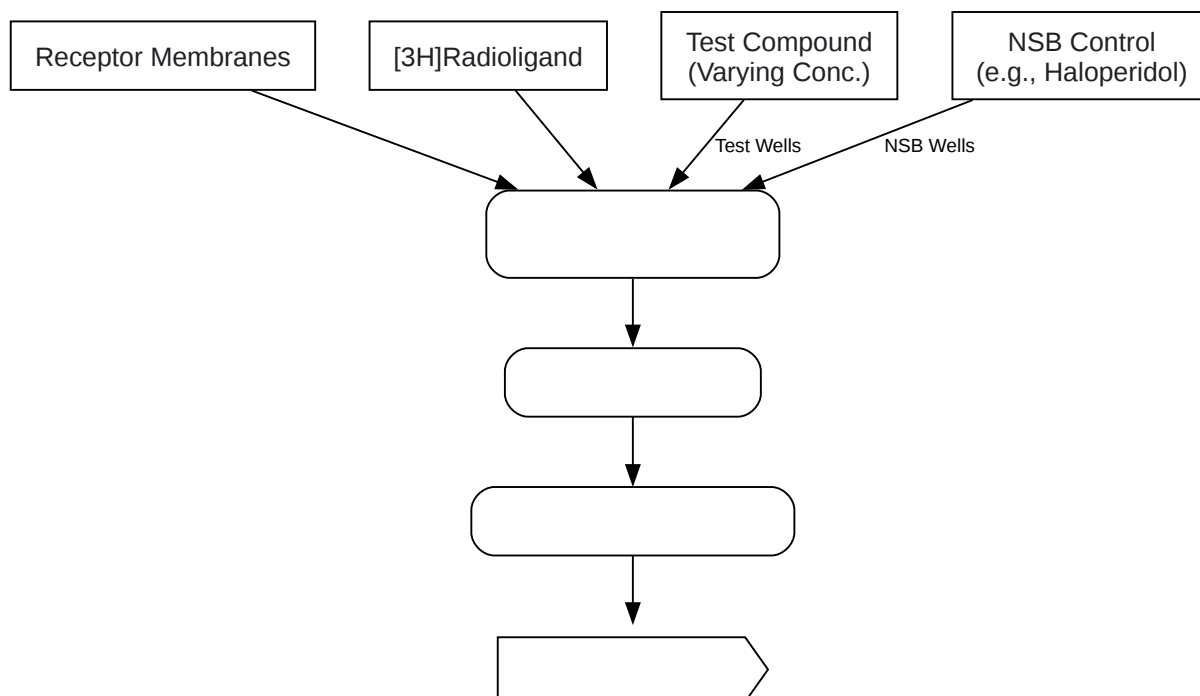 Receptor Membranes
[3H]Radioligand
Test Compound
(Varying Conc.)
NSB Control
(e.g., Haloperidol)
Test Wells
NSB Wells